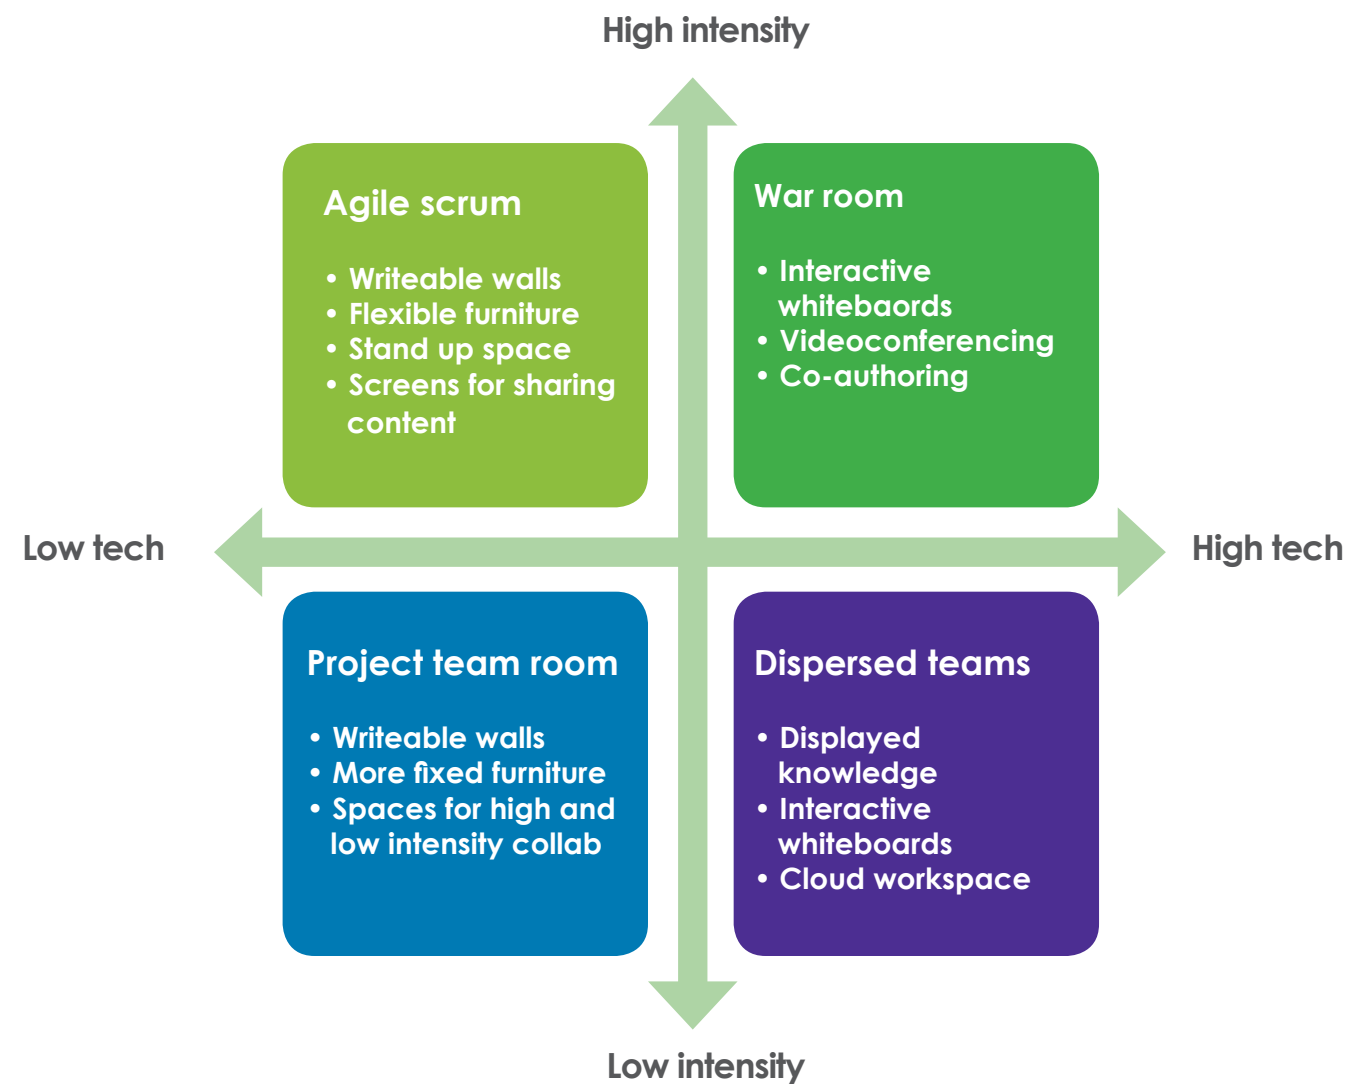 High intensity
Agile scrum
• Writeable walls
• Flexible furniture
• Stand up space
• Screens for sharing
content
War room
• Interactive
whitebaords
• Videoconferencing
• Co-authoring
Low tech
High tech
Project team room
• Writeable walls
• More fixed furniture
• Spaces for high and
low intensity collab
Dispersed teams
• Displayed
knowledge
• Interactive
whiteboards
• Cloud workspace
Low intensity